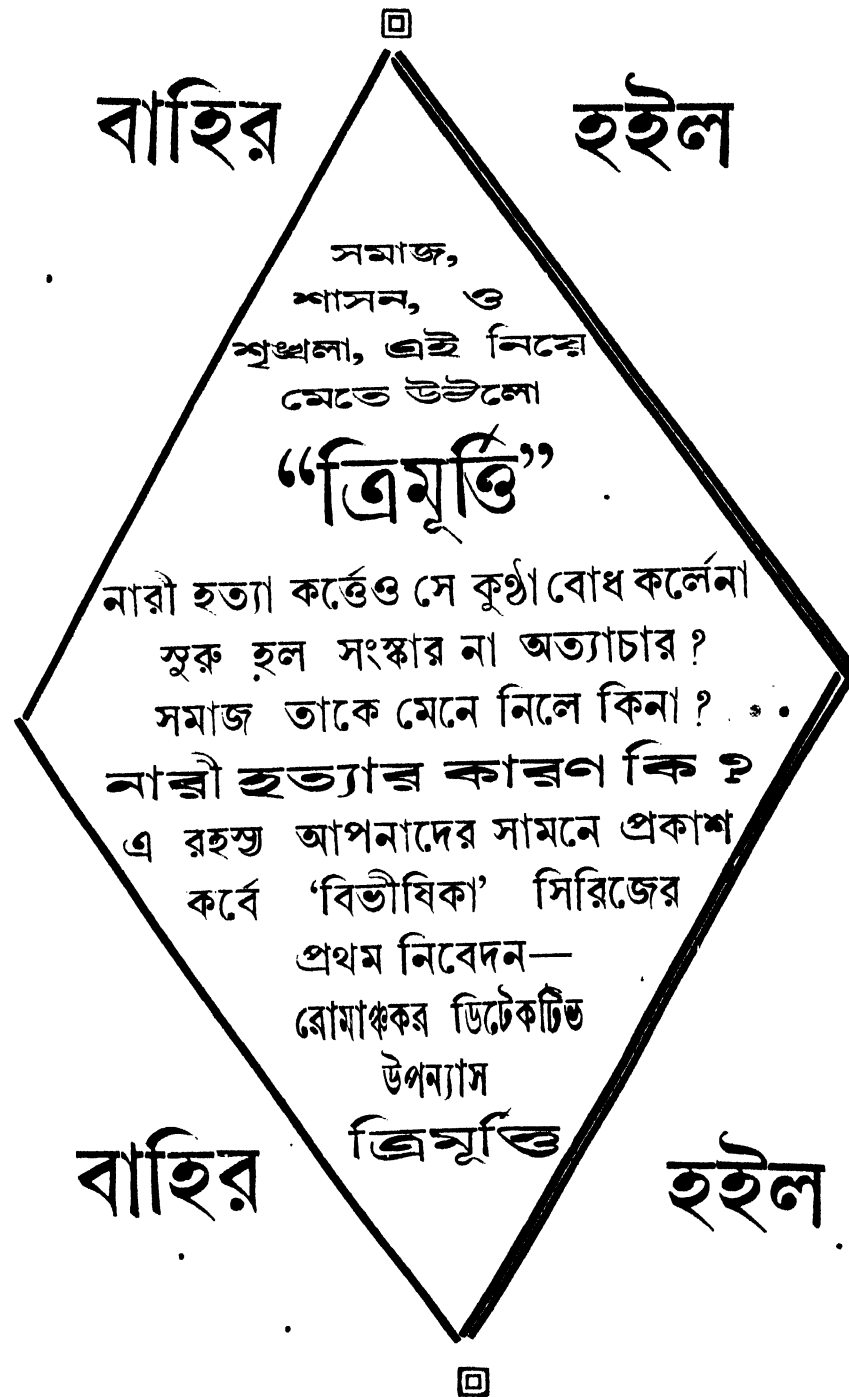 বাহির হইল
সমাজ,
শাসন, ও
শৃঙ্খলা, এই নিয়ে
মেতে উঠলো
“ত্রিমূর্ত্তি”
নারী হত্যা কর্ত্তেও সে কুণ্ঠা বোধ কর্লেনা
সুরু হল সংস্কার না অত্যাচার ?
সমাজ তাকে মেনে নিলে কিনা ?
নারী হত্যার কারণ কি ?
এ রহস্য আপনাদের সামনে প্রকাশ
কর্বে ‘বিভীষিকা’ সিরিজের
প্রথম নিবেদন—
রোমাঞ্চকর ডিটেকটিভ
উপন্যাস
ত্রিমূর্ত্তি
বাহির হইল